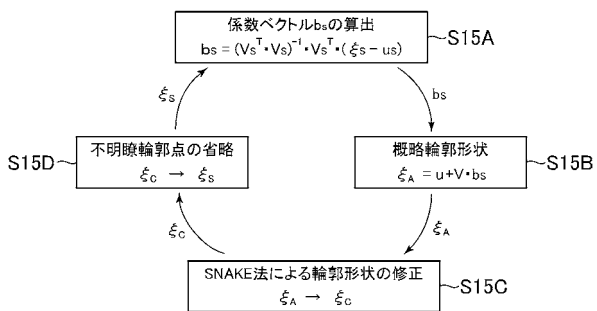 係数ベクトルbsの算出
bs = (Vs^T・Vs)^-1・Vs^T・(ξs − us)
S15A
ξs
bs
S15D
不明瞭輪郭点の省略
ξc → ξs
概略輪郭形状
ξA = u+V・bs
S15B
ξc
ξA
SNAKE法による輪郭形状の修正
ξA → ξc
S15C